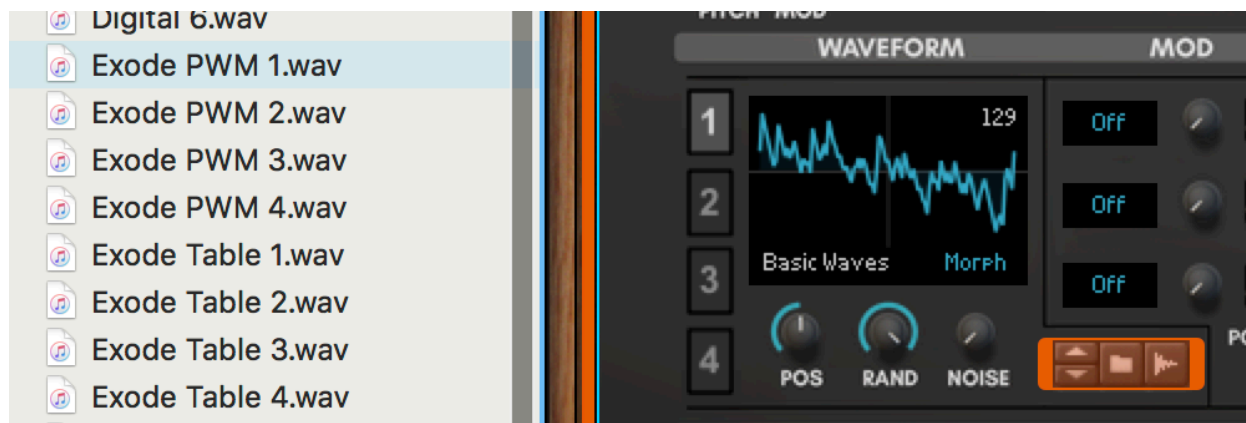 Digital 6.wav
Exode PWM 1.wav
Exode PWM 2.wav
Exode PWM 3.wav
Exode PWM 4.wav
Exode Table 1.wav
Exode Table 2.wav
Exode Table 3.wav
Exode Table 4.wav
PITCH MOD
WAVEFORM
MOD
1
129
Off
2
Off
Basic Waves
Morph
3
Off
4
POS
RAND
NOISE